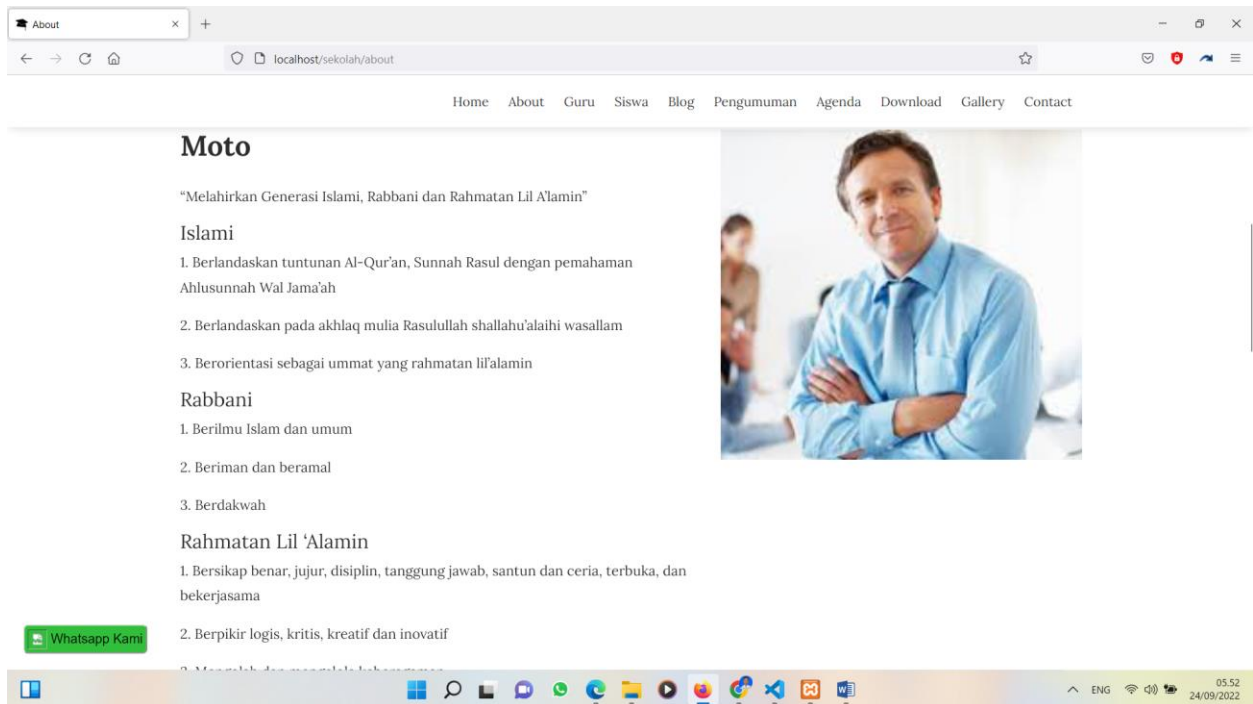 About
localhost/sekolah/about
Home About Guru Siswa Blog Pengumuman Agenda Download Gallery Contact
Moto
“Melahirkan Generasi Islami, Rabbani dan Rahmatan Lil A’lamin”
Islami
1. Berlandaskan tuntunan Al-Qur’an, Sunnah Rasul dengan pemahaman
Ahlusunnah Wal Jama’ah
2. Berlandaskan pada akhlaq mulia Rasulullah shallahu’alaihi wasallam
3. Berorientasi sebagai ummat yang rahmatan lil’alamin
Rabbani
1. Berilmu Islam dan umum
2. Beriman dan beramal
3. Berdakwah
Rahmatan Lil ‘Alamin
1. Bersikap benar, jujur, disiplin, tanggung jawab, santun dan ceria, terbuka, dan
bekerjasama
2. Berpikir logis, kritis, kreatif dan inovatif
Whatsapp Kami
ENG
05.52
24/09/2022